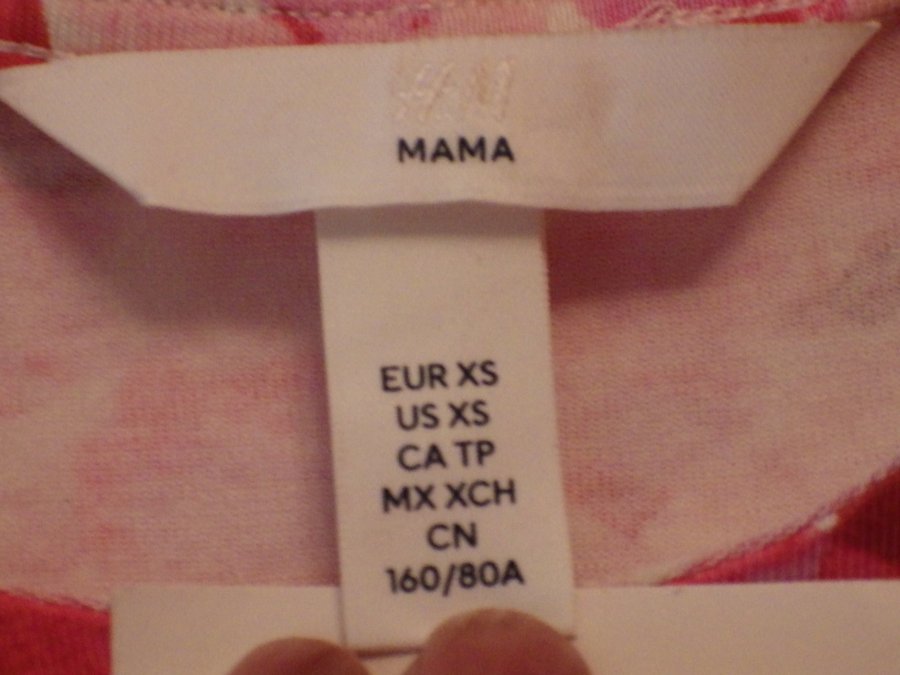 H&M
MAMA
EUR XS
US XS
CA TP
MX XCH
CN
160/80A